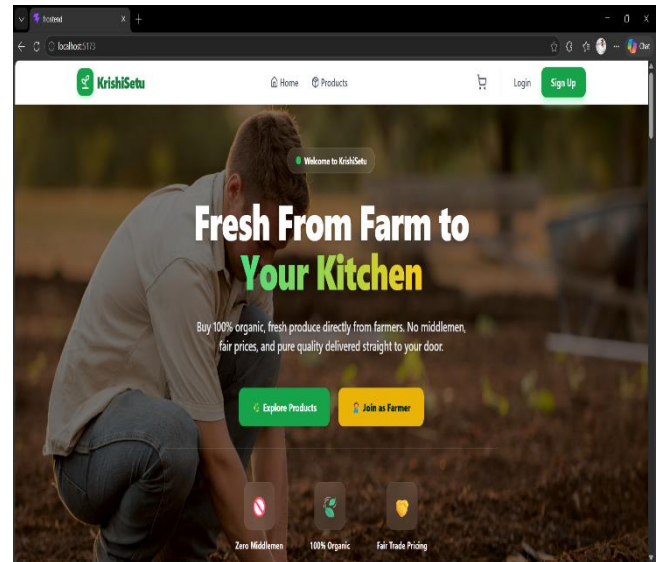 frontend
localhost:5173
Chat
KrishiSetu
Home
Products
Login
Sign Up
Welcome to KrishiSetu
Fresh From Farm to
Your Kitchen
Buy 100% organic, fresh produce directly from farmers. No middlemen,
fair prices, and pure quality delivered straight to your door.
Explore Products
Join as Farmer
Zero Middlemen
100% Organic
Fair Trade Pricing